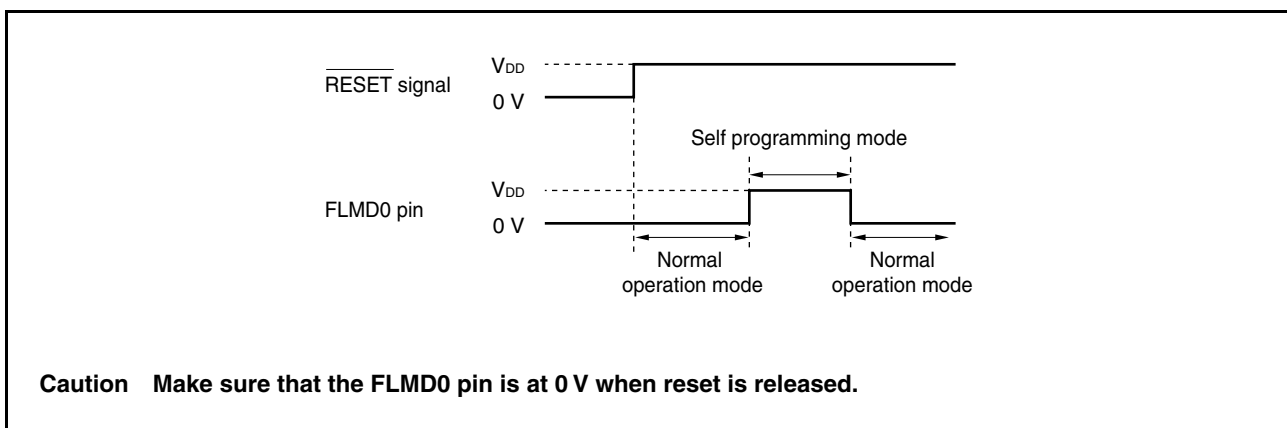 RESET signal
VDD
0 V
Self programming mode
FLMD0 pin
VDD
0 V
Normal
operation mode
Normal
operation mode
Caution Make sure that the FLMD0 pin is at 0 V when reset is released.